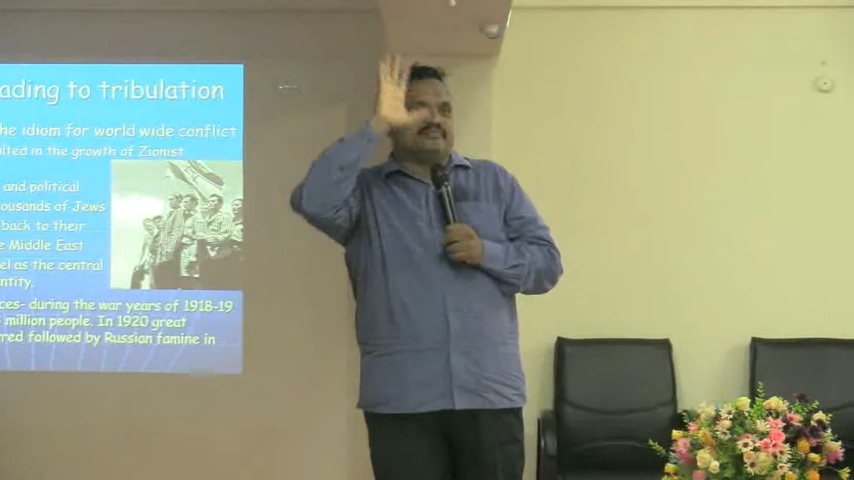 ading to tribulation
he idiom for world wide conflict
lted in the growth of Zionist
and political
ousands of Jews
back to their
e Middle East
el as the central
ntity.
ces- during the war years of 1918-19
million people. In 1920 Great
red followed by Russian famine in